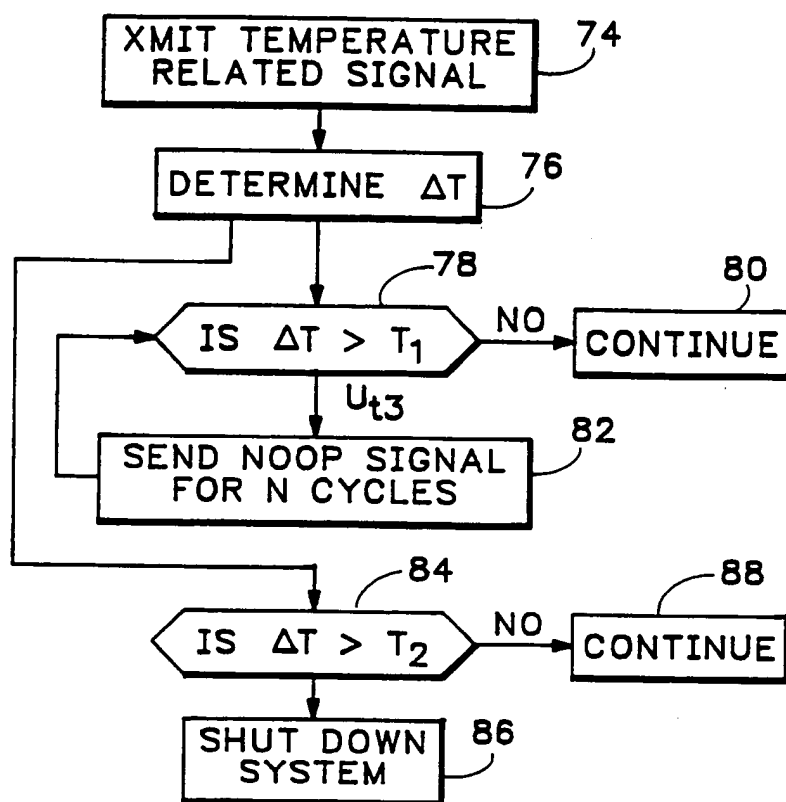 XMIT TEMPERATURE
RELATED SIGNAL
74
DETERMINE ΔT
76
78
IS ΔT > T₁
NO
80
CONTINUE
Uₜ₃
SEND NOOP SIGNAL
FOR N CYCLES
82
84
IS ΔT > T₂
NO
88
CONTINUE
SHUT DOWN
SYSTEM
86